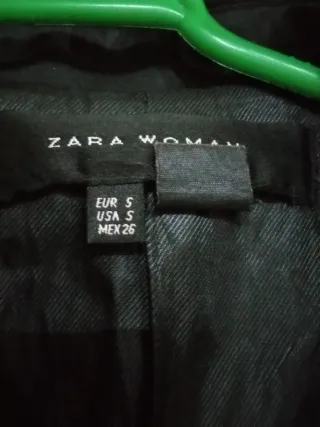 ZARA WOMAN
EUR S
USA S
MEX 26